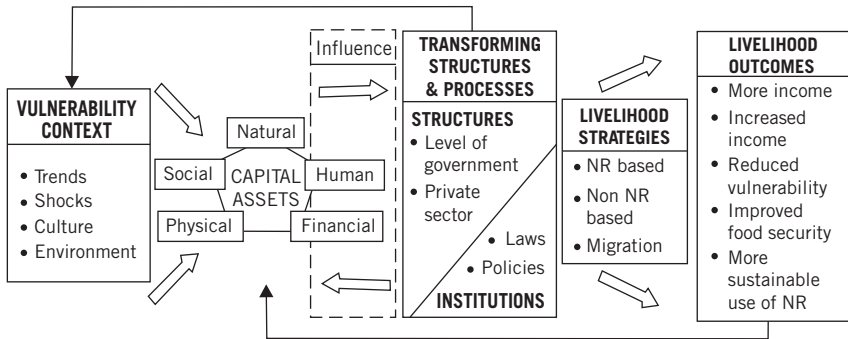 VULNERABILITY
CONTEXT
• Trends
• Shocks
• Culture
• Environment
Natural
Social
Human
CAPITAL
ASSETS
Physical
Financial
Influence
TRANSFORMING
STRUCTURES
& PROCESSES
STRUCTURES
• Level of
government
• Private
sector
• Laws
• Policies
INSTITUTIONS
LIVELIHOOD
STRATEGIES
• NR based
• Non NR
based
• Migration
LIVELIHOOD
OUTCOMES
• More income
• Increased
income
• Reduced
vulnerability
• Improved
food security
• More
sustainable
use of NR